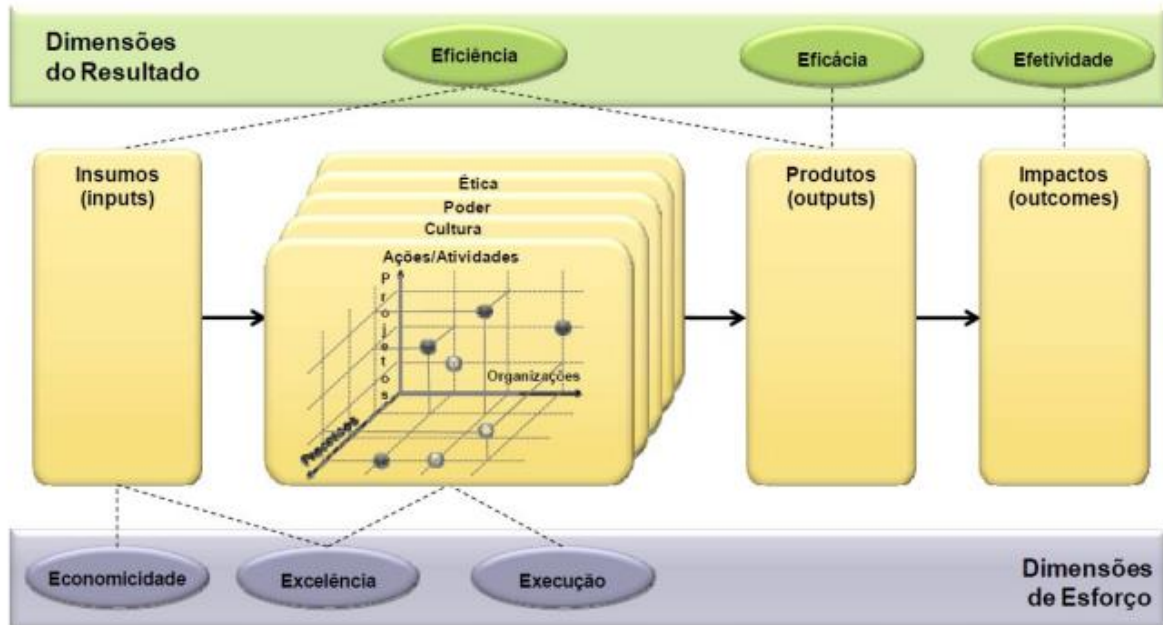 Dimensões
do Resultado
Eficiência
Eficácia
Efetividade
Insumos
(inputs)
Ética
Poder
Cultura
Ações/Atividades
Projetos
Organizações
Processos
Produtos
(outputs)
Impactos
(outcomes)
Economicidade
Excelência
Execução
Dimensões
de Esforço